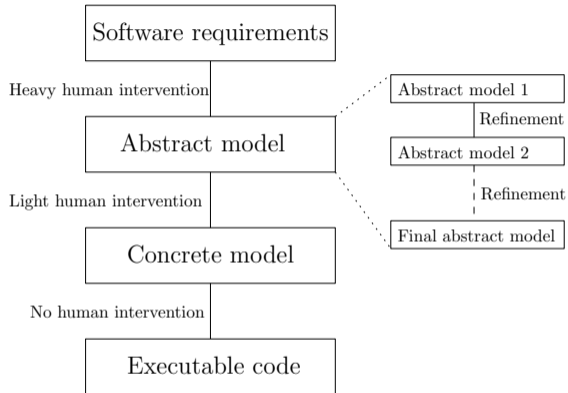 Software requirements
Heavy human intervention
Abstract model
Light human intervention
Concrete model
No human intervention
Executable code
Abstract model 1
Refinement
Abstract model 2
Refinement
Final abstract model